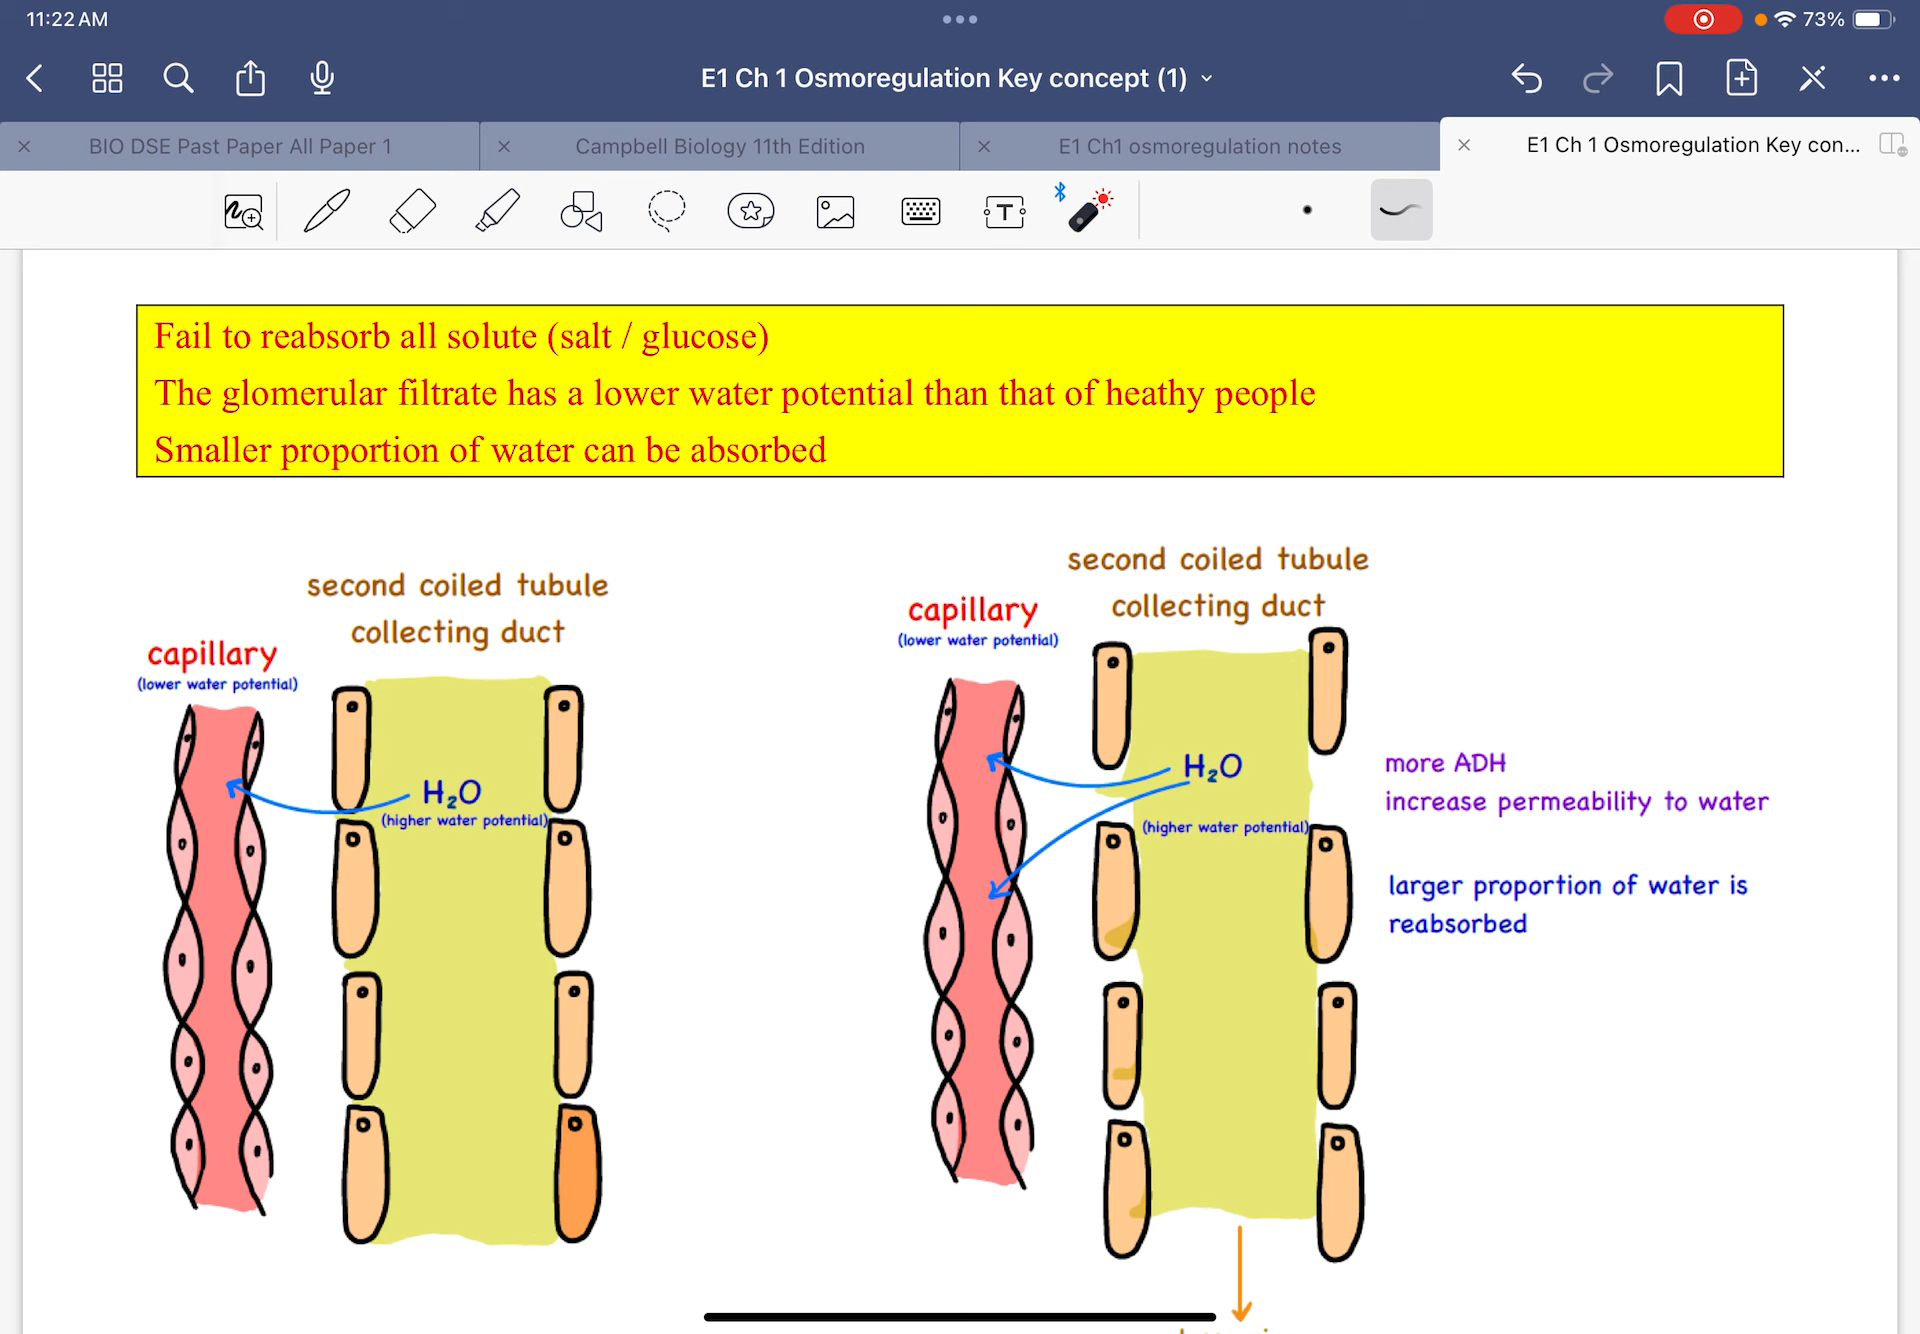 11:22 AM
73%
E1 Ch 1 Osmoregulation Key concept (1)
BIO DSE Past Paper All Paper 1
Campbell Biology 11th Edition
E1 Ch1 osmoregulation notes
E1 Ch 1 Osmoregulation Key con...
T
Fail to reabsorb all solute (salt / glucose)
The glomerular filtrate has a lower water potential than that of heathy people
Smaller proportion of water can be absorbed
second coiled tubule
collecting duct
capillary
(lower water potential)
H₂O
(higher water potential)
second coiled tubule
collecting duct
capillary
(lower water potential)
H₂O
(higher water potential)
more ADH
increase permeability to water
larger proportion of water is
reabsorbed